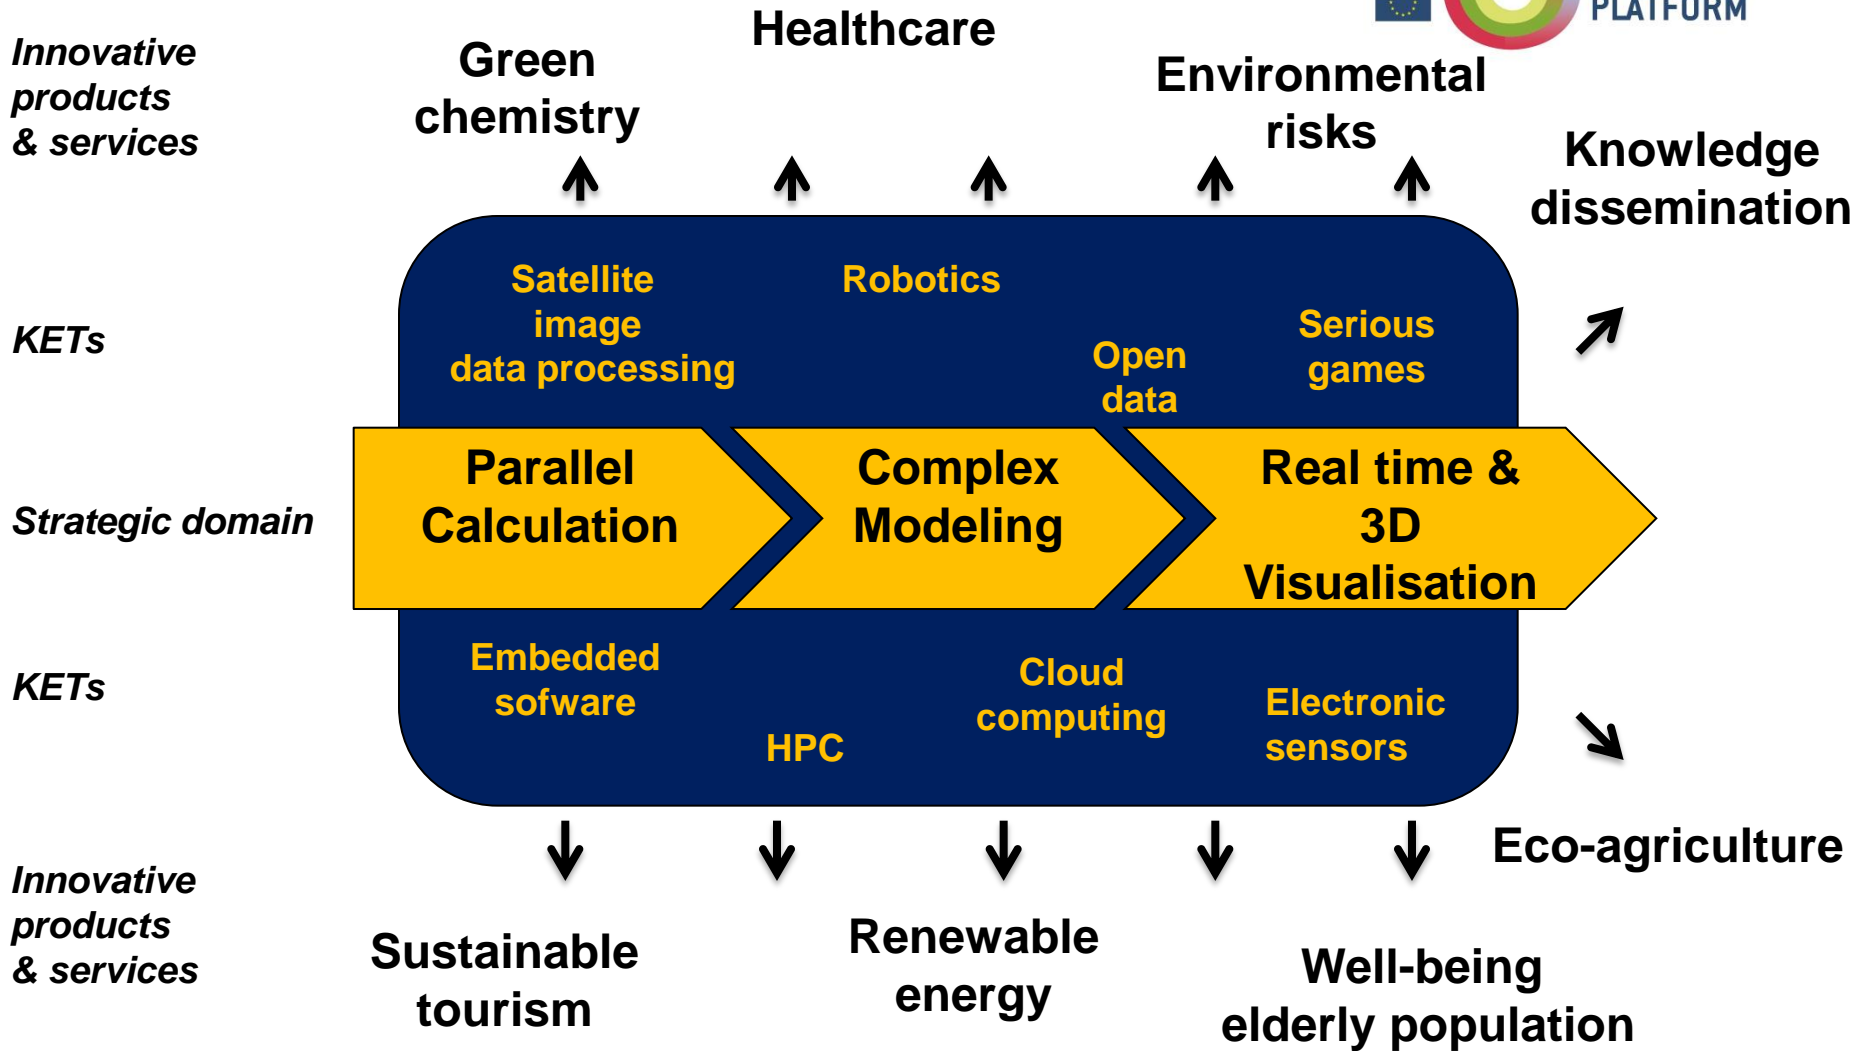 PLATFORM
Healthcare
Innovative
products
& services
Green
chemistry
Environmental
risks
Knowledge
dissemination
KETs
Satellite
image
data processing
Robotics
Open
data
Serious
games
Strategic domain
Parallel
Calculation
Complex
Modeling
Real time &
3D
Visualisation
KETs
Embedded
sofware
HPC
Cloud
computing
Electronic
sensors
Eco-agriculture
Innovative
products
& services
Sustainable
tourism
Renewable
energy
Well-being
elderly population